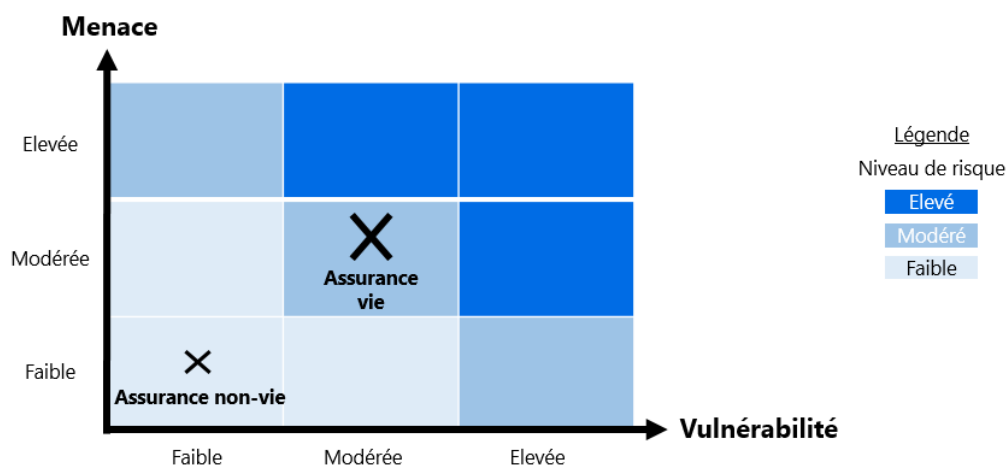 Menace
Elevée
Légende
Niveau de risque
Elevé
Modéré
Faible
Modérée
Assurance
vie
Faible
Assurance non-vie
Vulnérabilité
Faible
Modérée
Elevée